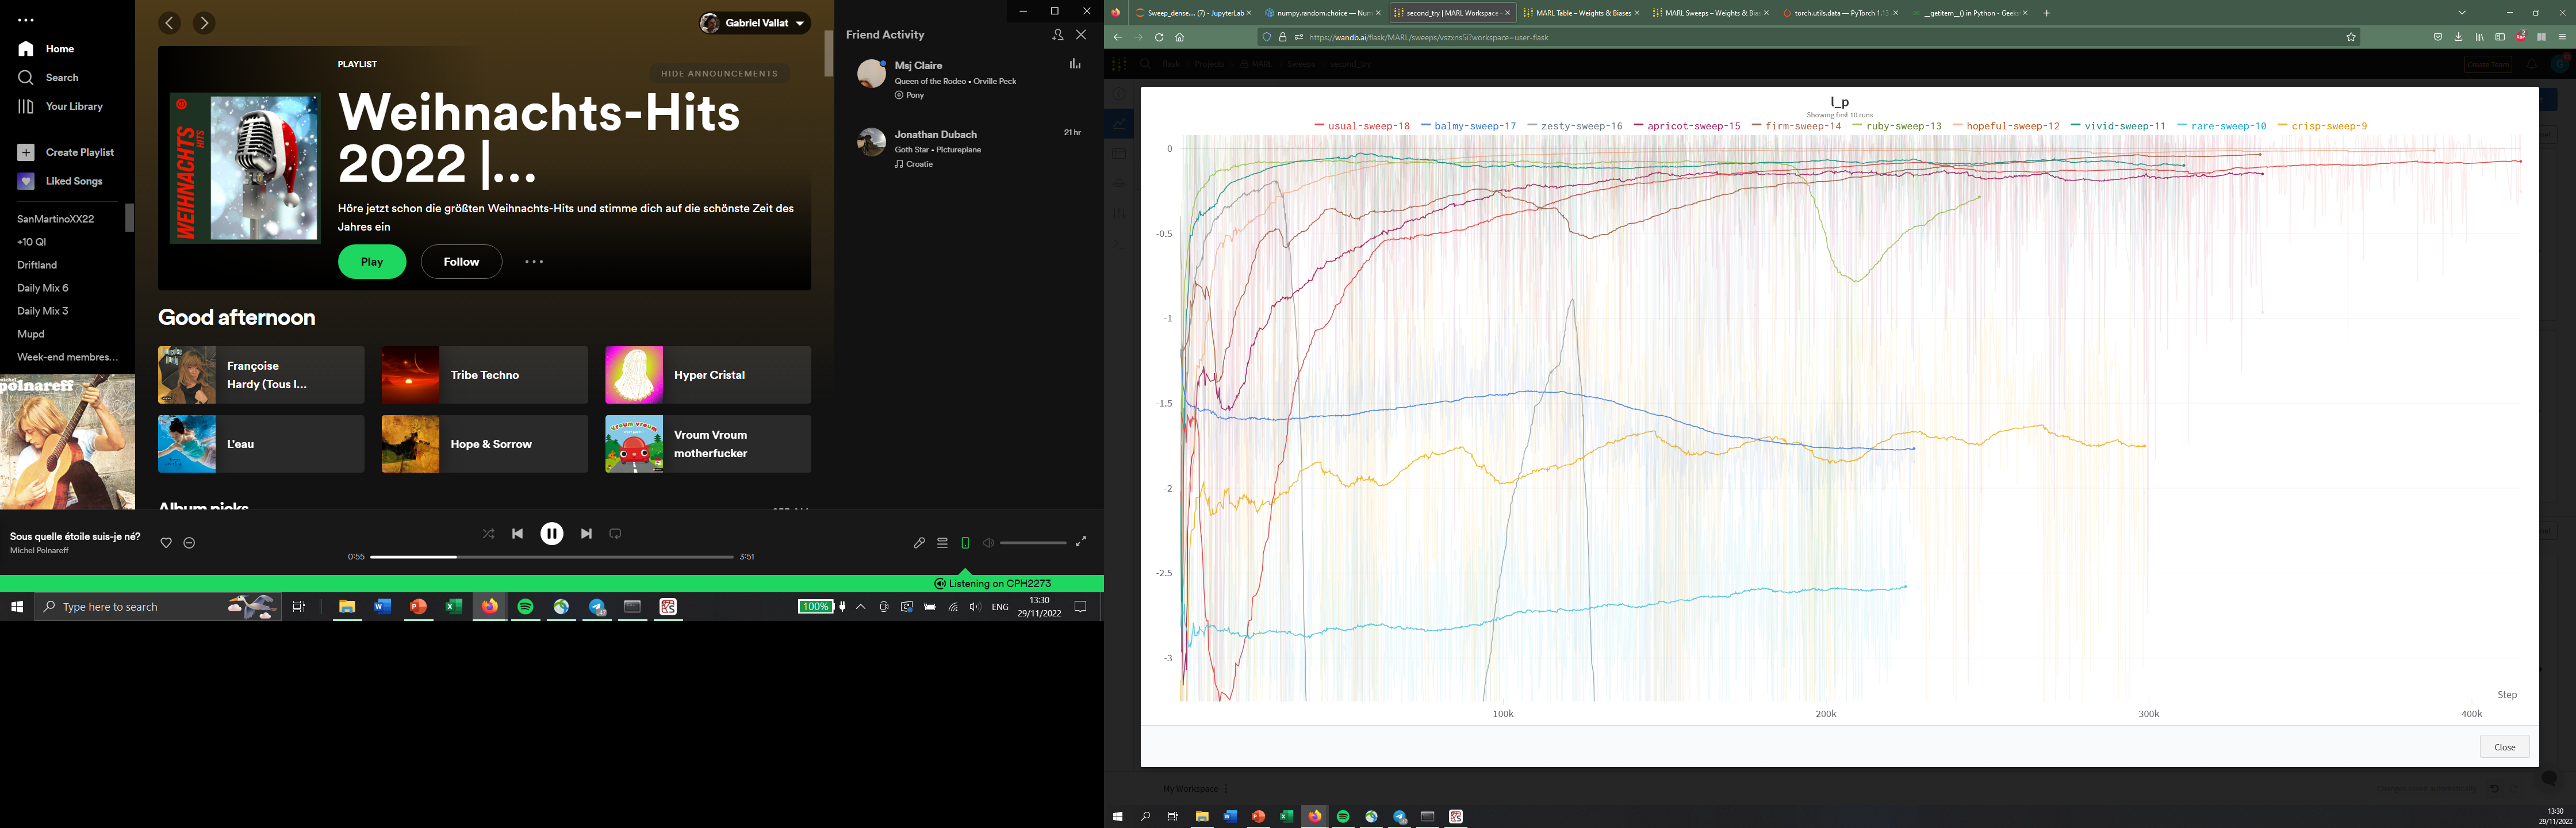 Home
Search
Your Library
Create Playlist
Liked Songs
SanMartinoXX22
+10 QI
Driftland
Daily Mix 6
Daily Mix 3
Mupd
Week-end membres...
polnareff
Gabriel Vallat
PLAYLIST
HIDE ANNOUNCEMENTS
Weihnachts-Hits
2022 |...
WEIHNACHTS
HITS
Höre jetzt schon die größten Weihnachts-Hits und stimme dich auf die schönste Zeit des
Jahres ein
Play
Follow
Good afternoon
Françoise
Hardy (Tous l...
Tribe Techno
Hyper Cristal
L'eau
Hope & Sorrow
Vroum Vroum
motherfucker
Album picks
Friend Activity
Msj Claire
Queen of the Rodeo • Orville Peck
Pony
Jonathan Dubach
21 hr
Goth Star • Pictureplane
Croatie
Sous quelle étoile suis-je né?
Michel Polnareff
0:55
3:51
Listening on CPH2273
Type here to search
100%
ENG
13:30
29/11/2022
Sweep_dense.... (7) - JupyterLab
numpy.random.choice — Num
second_try | MARL Workspace
MARL Table – Weights & Biases
MARL Sweeps – Weights & Bia
torch.utils.data — PyTorch 1.13
__getitem__() in Python - Geeks
https://wandb.ai/flask/MARL/sweeps/vszxns5i?workspace=user-flask
l_p
Showing first 10 runs
usual-sweep-18
balmy-sweep-17
zesty-sweep-16
apricot-sweep-15
firm-sweep-14
ruby-sweep-13
hopeful-sweep-12
vivid-sweep-11
rare-sweep-10
crisp-sweep-9
0
-0.5
-1
-1.5
-2
-2.5
-3
100k
200k
300k
400k
Step
Close
My Workspace
13:30
29/11/2022